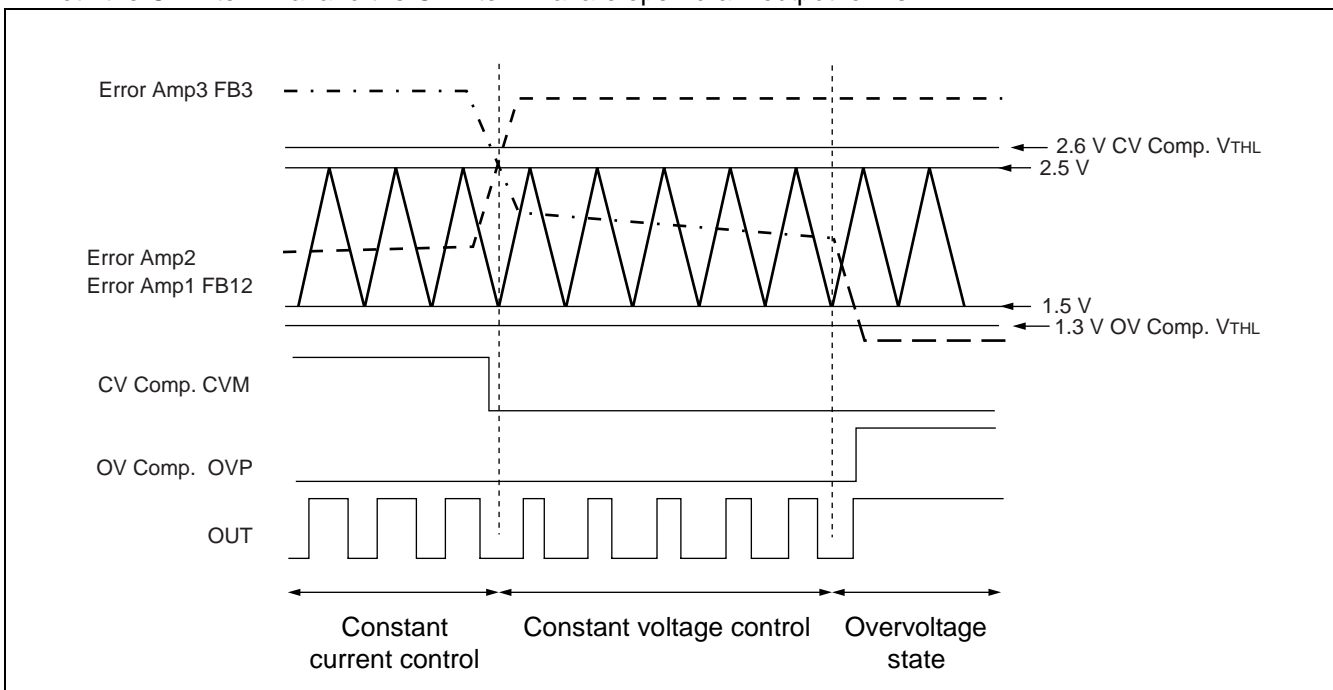 Error Amp3 FB3
2.6 V CV Comp. VTHL
2.5 V
Error Amp2
Error Amp1 FB12
1.5 V
1.3 V OV Comp. VTHL
CV Comp. CVM
OV Comp. OVP
OUT
Constant current control
Constant voltage control
Overvoltage state